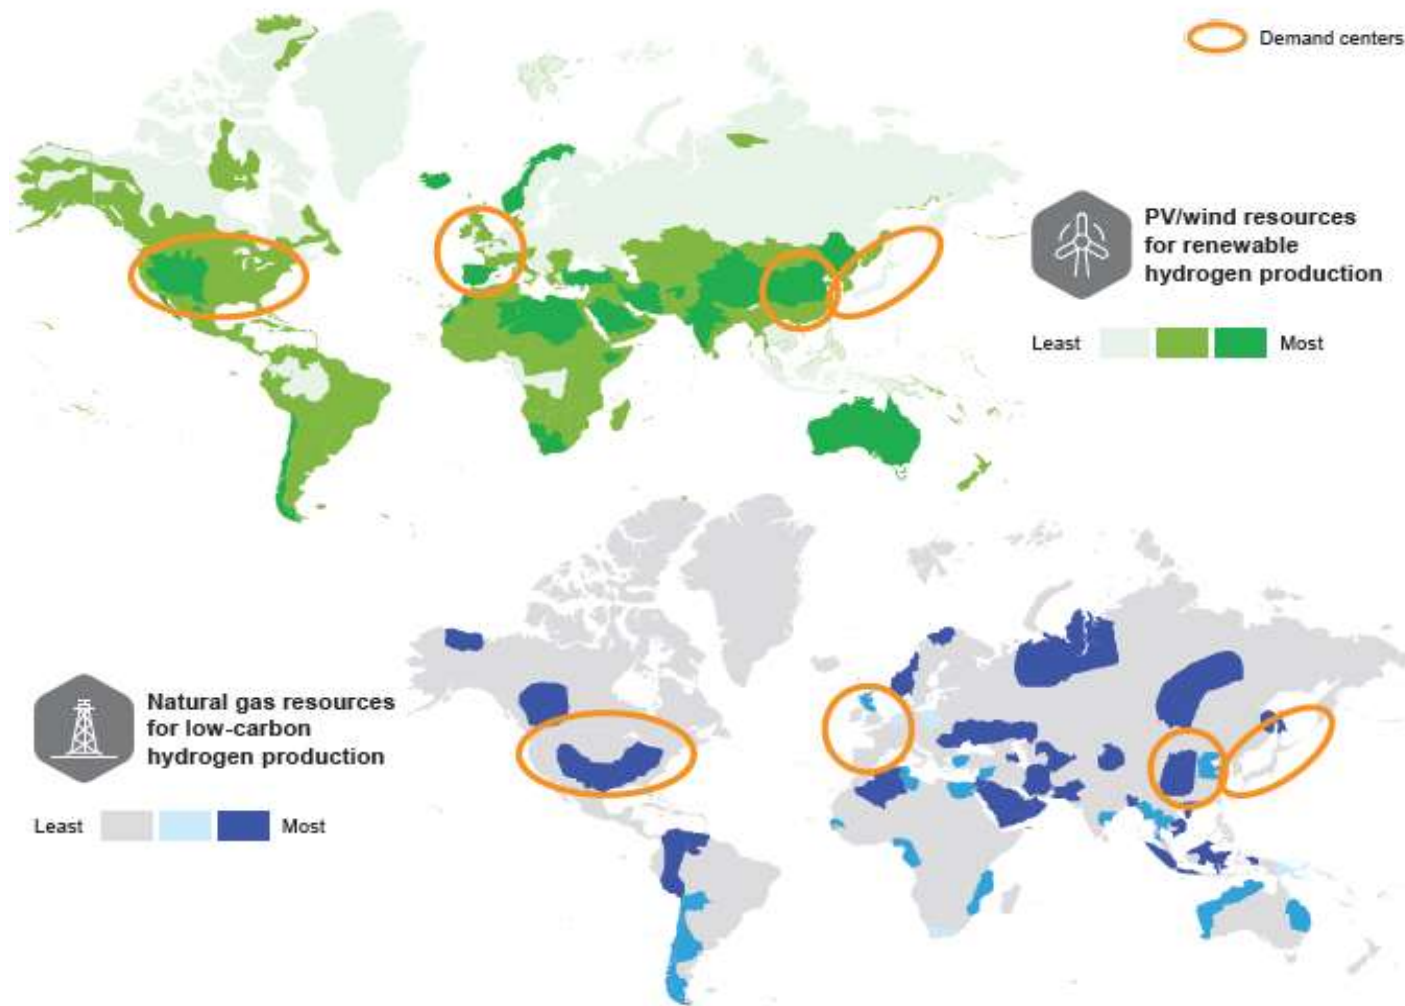 Demand centers
PV/wind resources
for renewable
hydrogen production
Least
Most
Natural gas resources
for low-carbon
hydrogen production
Least
Most